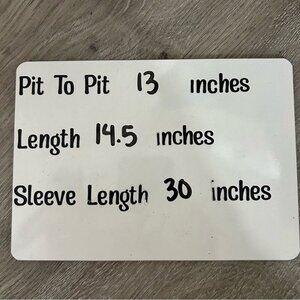 Pit To Pit 13 inches
Length 14.5 inches
Sleeve Length 30 inches